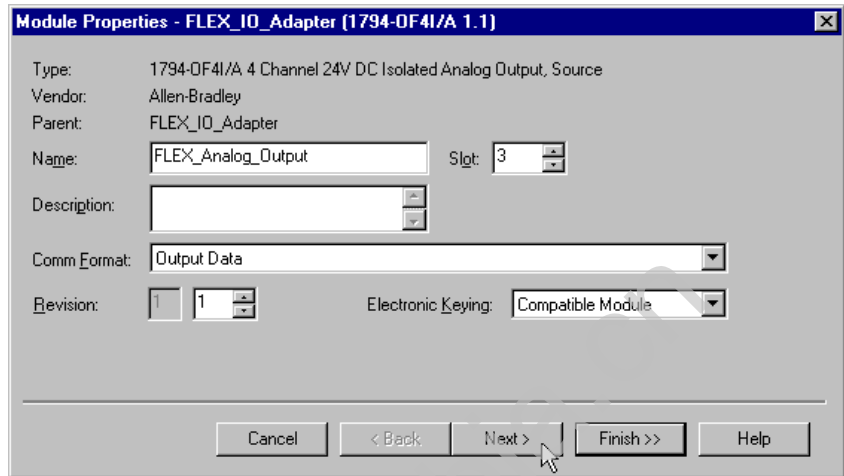 Module Properties - FLEX_IO_Adapter (1794-OF4I/A 1.1)
Type: 1794-OF4I/A 4 Channel 24V DC Isolated Analog Output, Source
Vendor: Allen-Bradley
Parent: FLEX_IO_Adapter
Name: FLEX_Analog_Output Slot: 3
Description:
Comm Format: Output Data
Revision: 1 1 Electronic Keying: Compatible Module
Cancel < Back Next > Finish >> Help